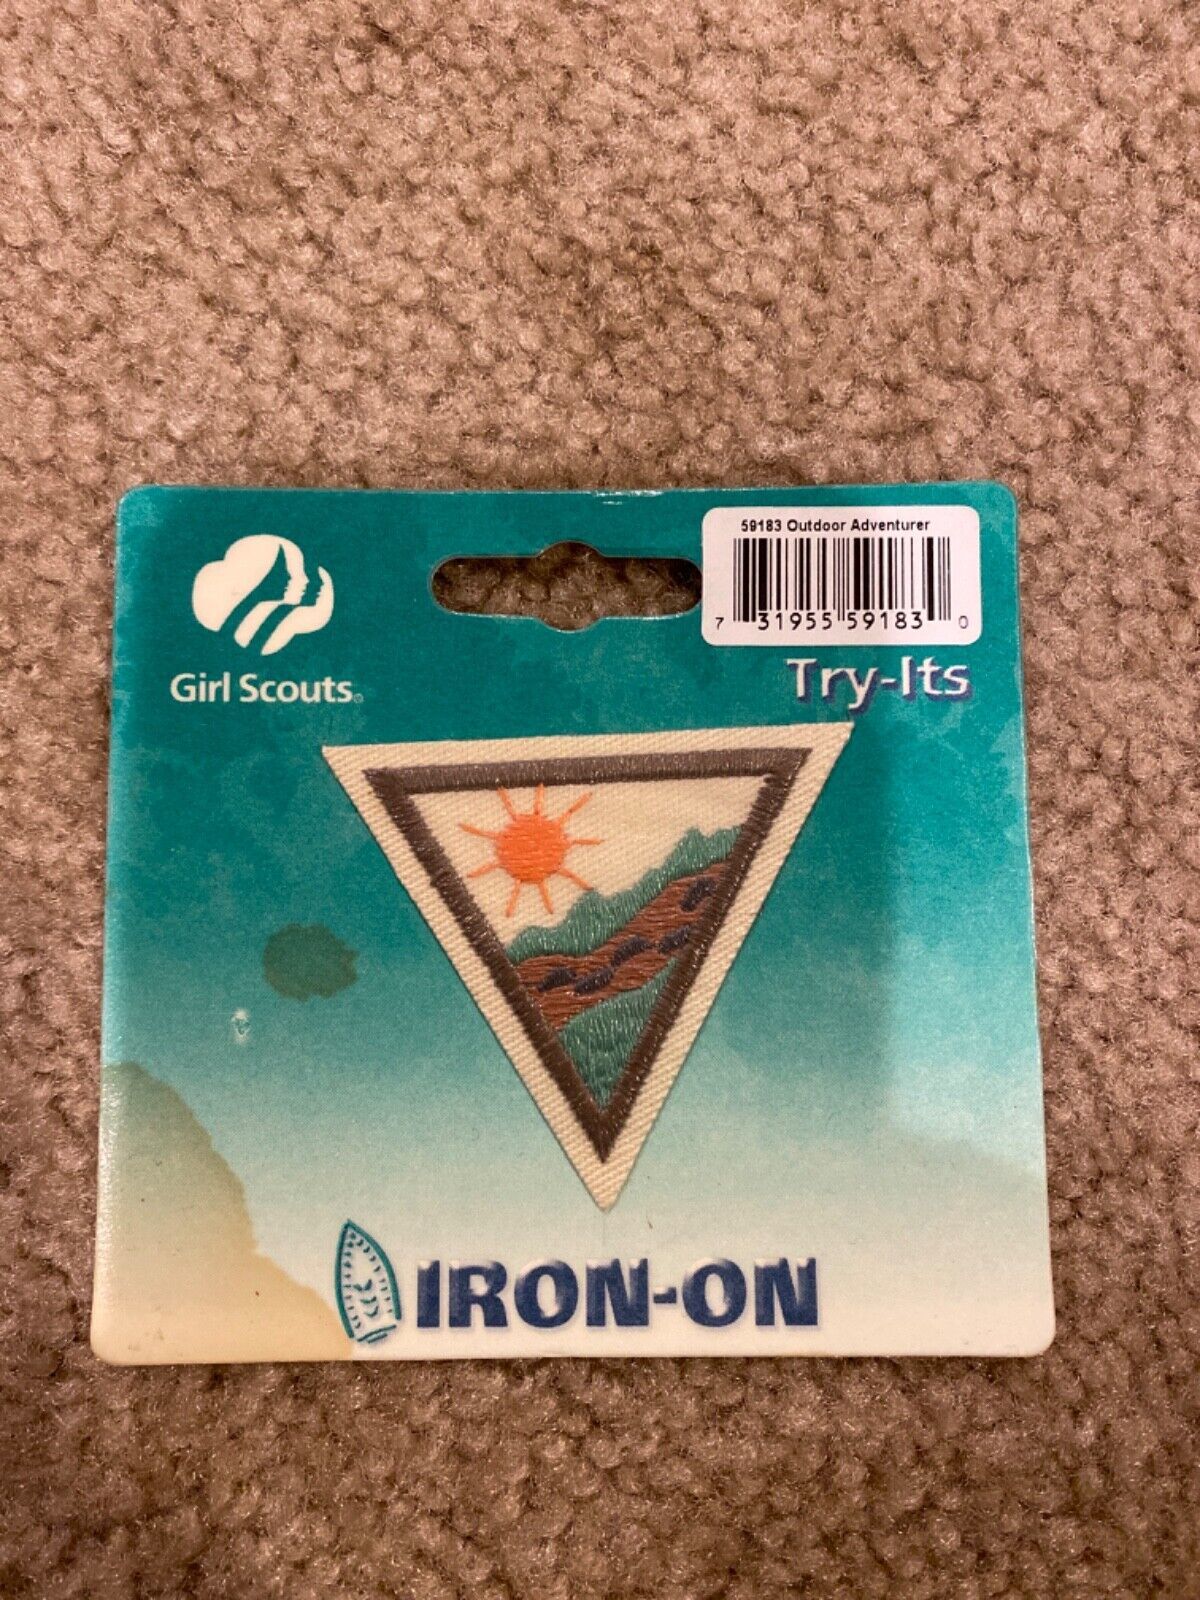 59183 Outdoor Adventurer
7 31955 59183 0
Girl Scouts®
Try-Its
IRON-ON